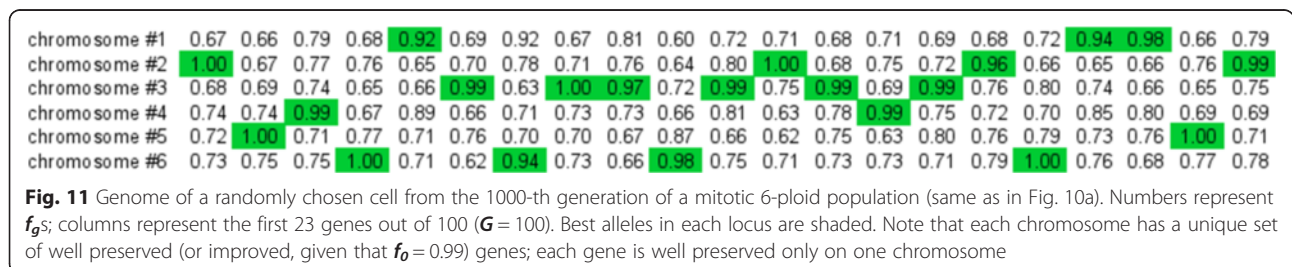 chromosome #1 0.67 0.66 0.79 0.68 0.92 0.69 0.92 0.67 0.81 0.60 0.72 0.71 0.68 0.71 0.69 0.68 0.72 0.94 0.98 0.66 0.79
chromosome #2 1.00 0.67 0.77 0.76 0.65 0.70 0.78 0.71 0.76 0.64 0.80 1.00 0.68 0.75 0.72 0.96 0.66 0.65 0.66 0.76 0.99
chromosome #3 0.68 0.69 0.74 0.65 0.66 0.99 0.63 1.00 0.97 0.72 0.99 0.75 0.99 0.69 0.99 0.76 0.80 0.74 0.66 0.65 0.75
chromosome #4 0.74 0.74 0.99 0.67 0.89 0.66 0.71 0.73 0.73 0.66 0.81 0.63 0.78 0.99 0.75 0.72 0.70 0.85 0.80 0.69 0.69
chromosome #5 0.72 1.00 0.71 0.77 0.71 0.76 0.70 0.70 0.67 0.87 0.66 0.62 0.75 0.63 0.80 0.76 0.79 0.73 0.76 1.00 0.71
chromosome #6 0.73 0.75 0.75 1.00 0.71 0.62 0.94 0.73 0.66 0.98 0.75 0.71 0.73 0.73 0.71 0.79 1.00 0.76 0.68 0.77 0.78
Fig. 11 Genome of a randomly chosen cell from the 1000-th generation of a mitotic 6-ploid population (same as in Fig. 10a). Numbers represent
fgs; columns represent the first 23 genes out of 100 (G = 100). Best alleles in each locus are shaded. Note that each chromosome has a unique set
of well preserved (or improved, given that f0 = 0.99) genes; each gene is well preserved only on one chromosome